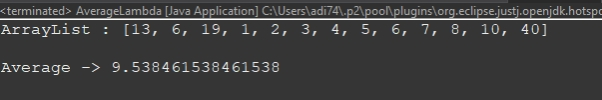 <terminated> AverageLambda [Java Application] C:\Users\adi74\.p2\pool\plugins\org.eclipse.justj.openjdk.hotspo
ArrayList : [13, 6, 19, 1, 2, 3, 4, 5, 6, 7, 8, 10, 40]
Average -> 9.538461538461538